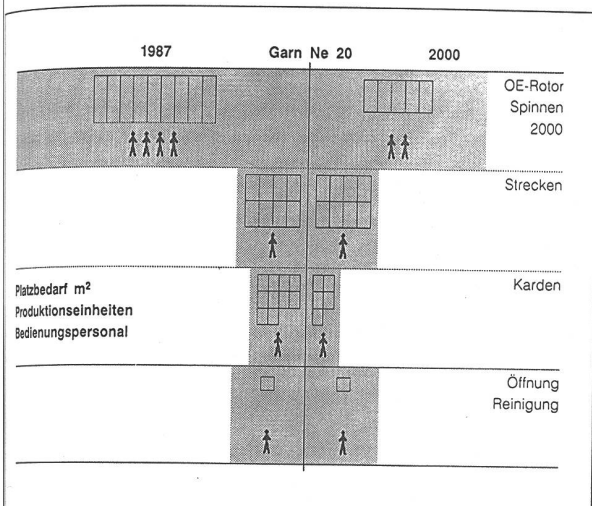 1987 Garn Ne 20 2000
OE-Rotor
Spinnen
2000
Strecken
Platzbedarf m²
Produktionseinheiten
Bedienungspersonal
Karden
Öffnung
Reinigung